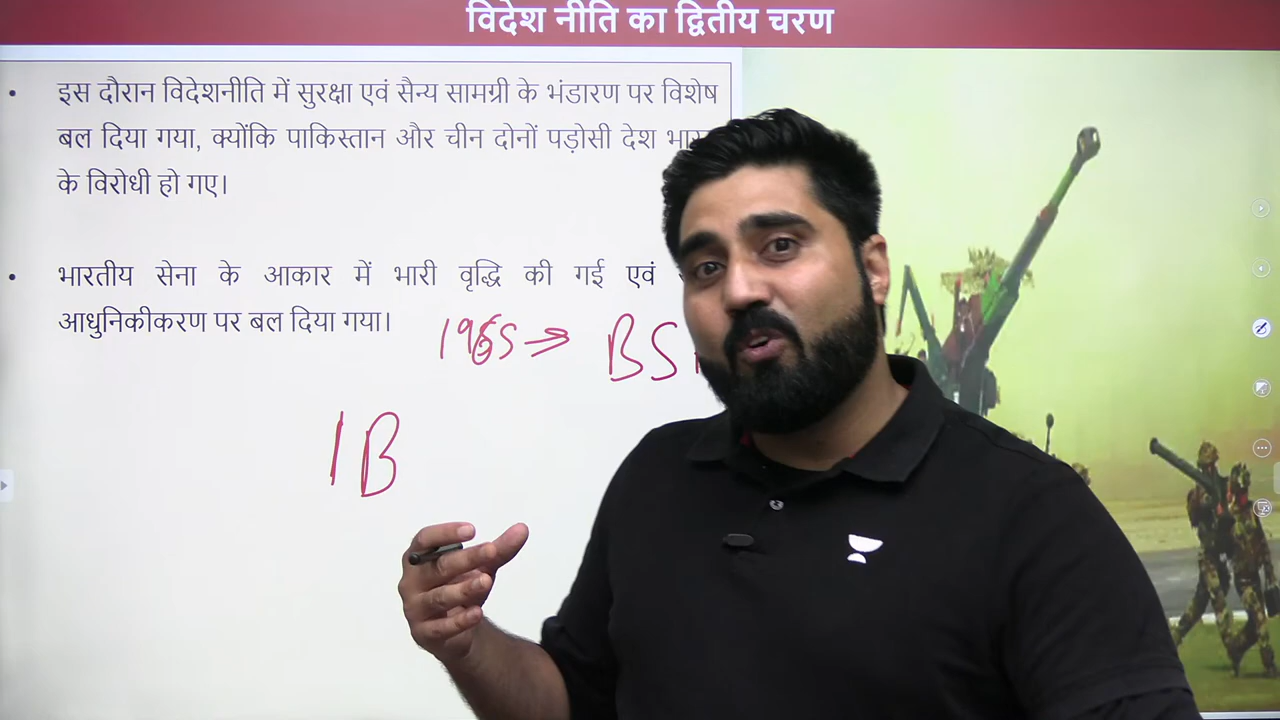 विदेश नीति का द्वितीय चरण
• इस दौरान विदेशनीति में सुरक्षा एवं सैन्य सामग्री के भंडारण पर विशेष
बल दिया गया, क्योंकि पाकिस्तान और चीन दोनों पड़ोसी देश
के विरोधी हो गए।
• भारतीय सेना के आकार में भारी वृद्धि की गई एवं
आधुनिकीकरण पर बल दिया गया।
1965 ⇒ BS
IB